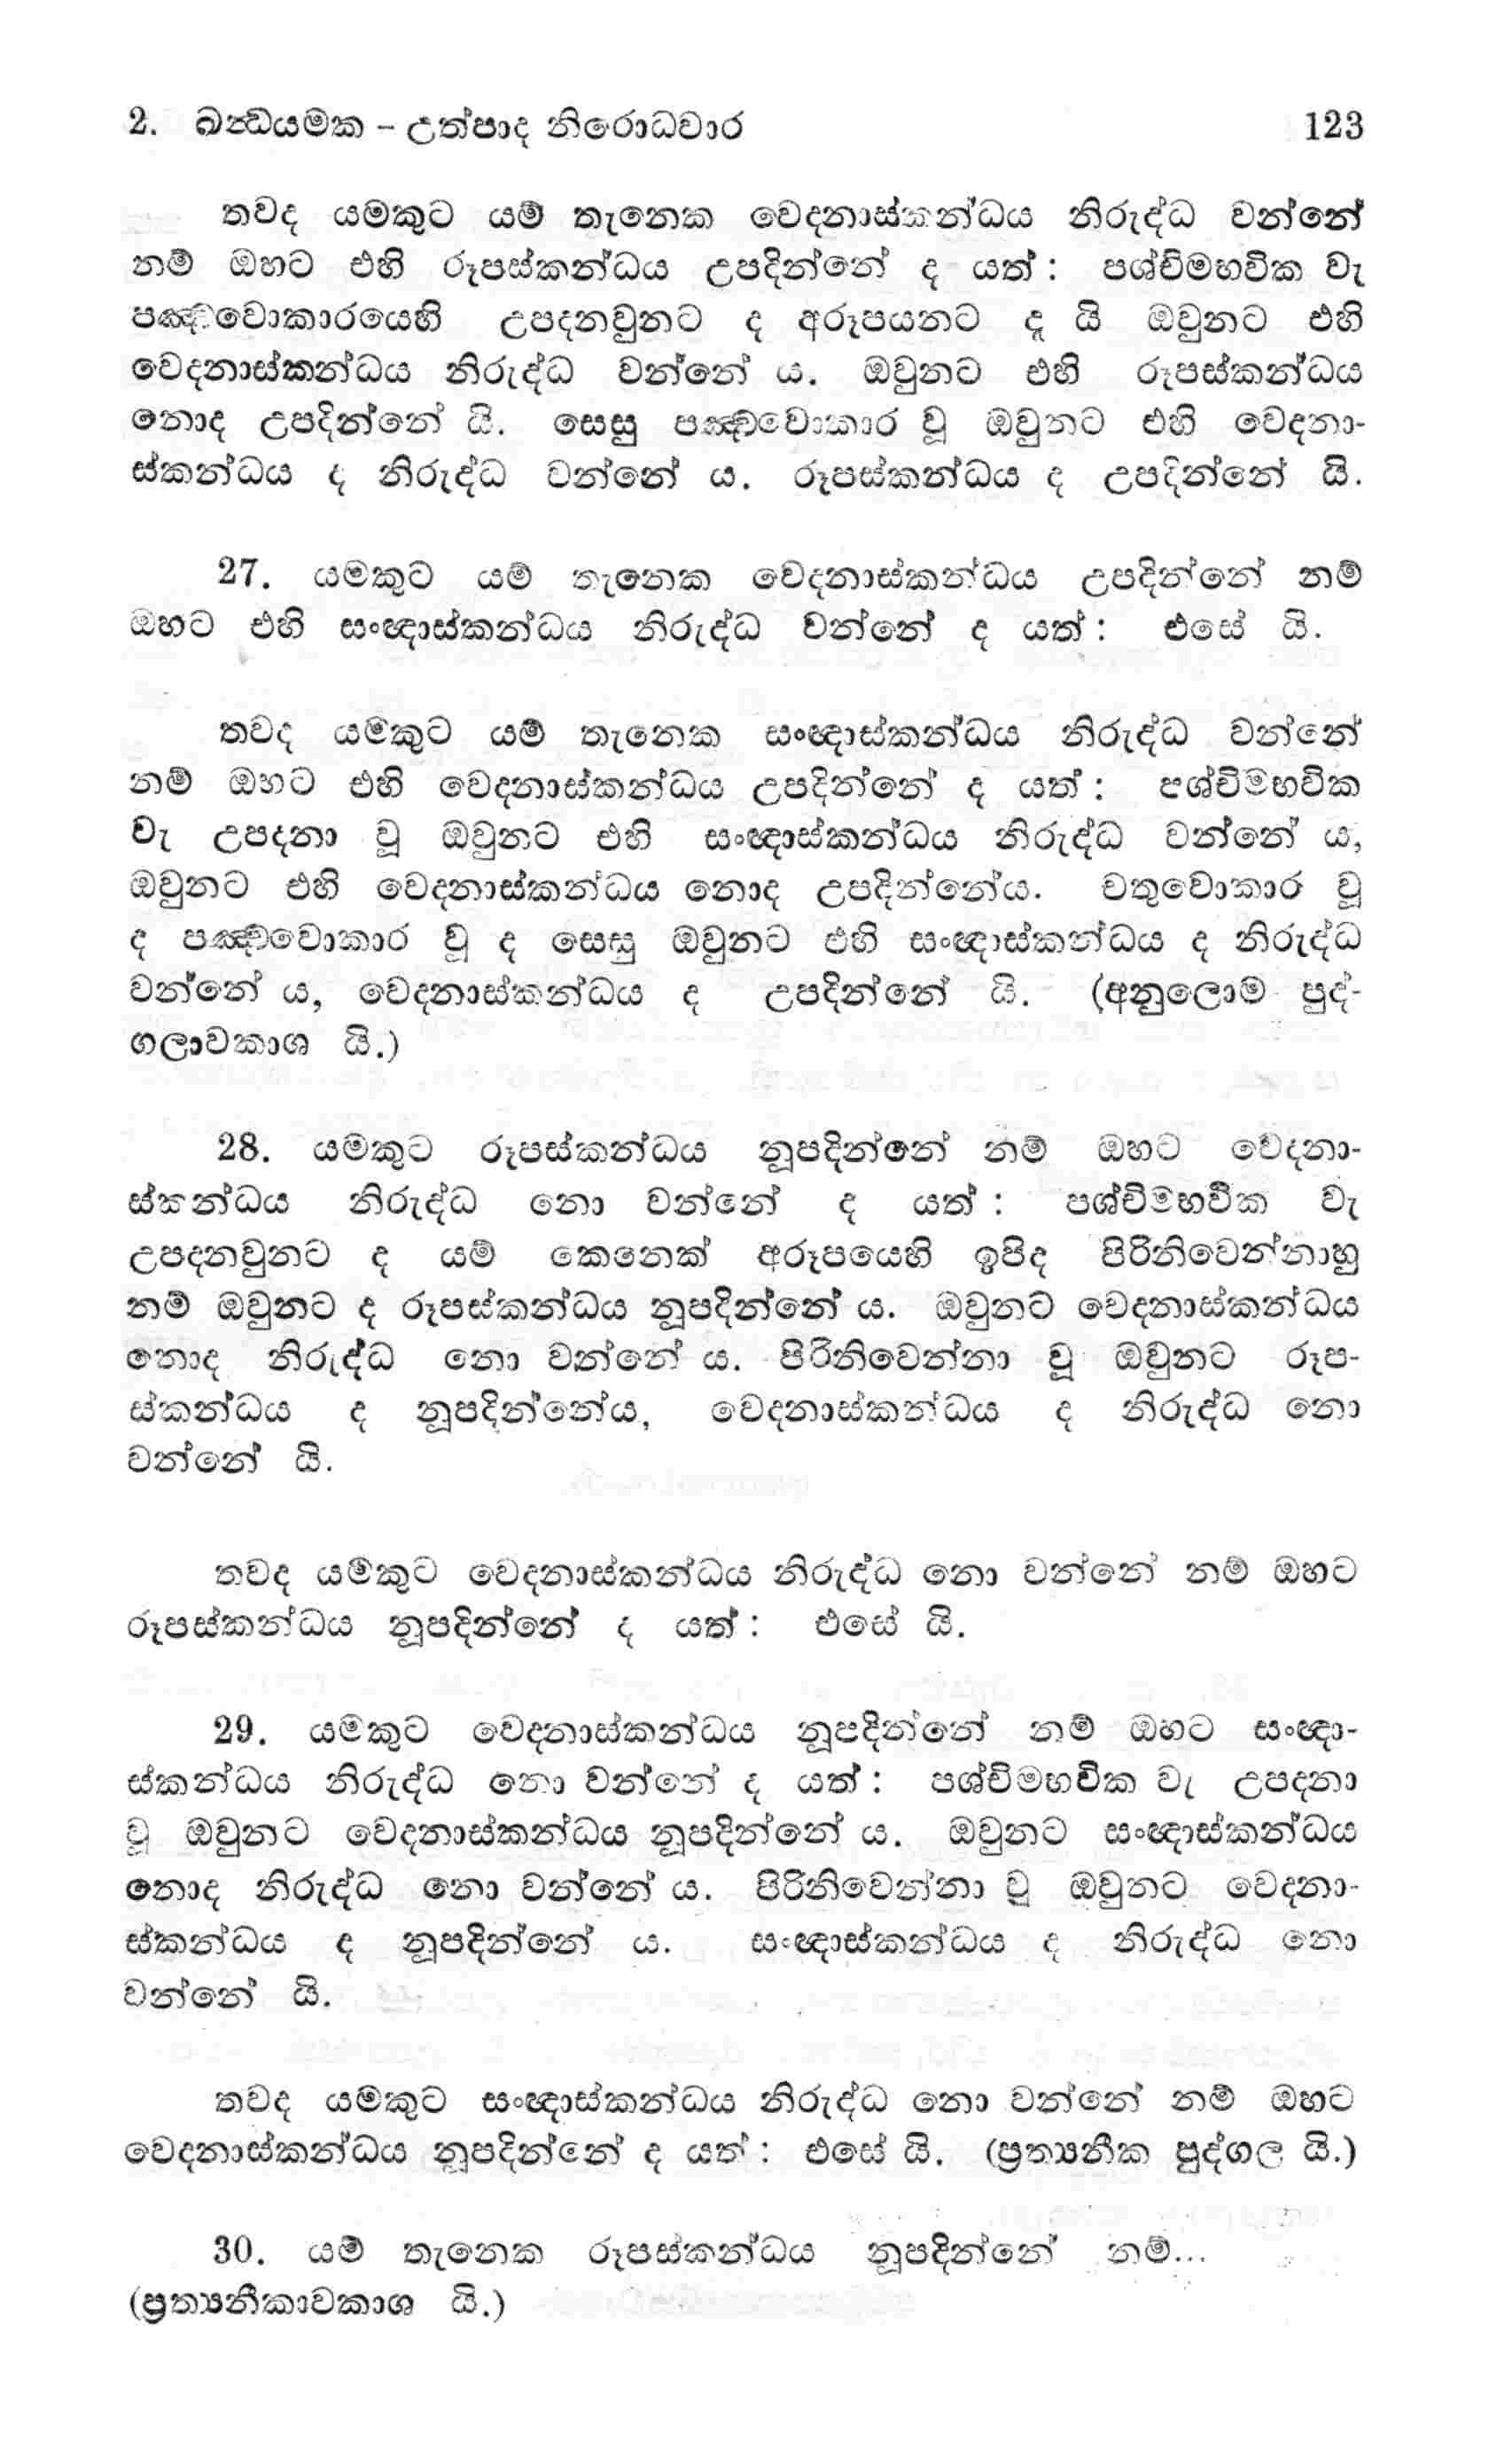 2. ඛන්‍ධයමක - උත්පාද නිරොධවාර 123
තවද යමකුට යම් තැනෙක වෙදනාස්කන්ධය නිරුද්ධ වන්නේ
නම් ඔහට එහි රූපස්කන්ධය උපදින්නේ ද යත් : පශ්චිමභවික වැ
පඤ්චවොකාරයෙහි උපදනවුනට ද අරූපයනට දු යි ඔවුනට එහි
වෙදනාස්කන්ධය නිරුද්ධ වන්නේ ය. ඔවුනට එහි රූපස්කන්ධය
නොද උපදින්නේ යි. සෙසු පඤ්චවොකාර වූ ඔවුනට එහි වෙදනා-
ස්කන්ධය ද නිරුද්ධ වන්නේ ය. රූපස්කන්ධය ද උපදින්නේ යි.
27. යමකුට යම් තැනෙක වෙදනාස්කන්ධය උපදින්නේ නම්
ඔහට එහි සංඥාස්කන්ධය නිරුද්ධ වන්නේ ද යත් : එසේ යි.
තවද යමකුට යම් තැනෙක සංඥාස්කන්ධය නිරුද්ධ වන්නේ
නම් ඔහට එහි වෙදනාස්කන්ධය උපදින්නේ ද යත් : පශ්චිමභවික
වැ උපදනා වූ ඔවුනට එහි සංඥාස්කන්ධය නිරුද්ධ වන්නේ ය,
ඔවුනට එහි වෙදනාස්කන්ධය නොද උපදින්නේය. චතුවොකාර වූ
ද පඤ්චවොකාර වූ ද සෙසු ඔවුනට එහි සංඥාස්කන්ධය ද නිරුද්ධ
වන්නේ ය, වෙදනාස්කන්ධය ද උපදින්නේ යි. (අනුලොම පුද්-
ගලාවකාශ යි.)
28. යමකුට රූපස්කන්ධය නූපදින්නේ නම් ඔහට වෙදනා-
ස්කන්ධය නිරුද්ධ නො වන්නේ ද යත් : පශ්චිමභවික වැ
උපදනවුනට ද යම් කෙනෙක් අරූපයෙහි ඉපිද පිරිනිවෙන්නාහු
නම් ඔවුනට ද රූපස්කන්ධය නූපදින්නේ ය. ඔවුනට වෙදනාස්කන්ධය
නොද නිරුද්ධ නො වන්නේ ය. පිරිනිවෙන්නා වූ ඔවුනට රූප-
ස්කන්ධය ද නූපදින්නේය, වෙදනාස්කන්ධය ද නිරුද්ධ නො
වන්නේ යි.
තවද යමකුට වෙදනාස්කන්ධය නිරුද්ධ නො වන්නේ නම් ඔහට
රූපස්කන්ධය නූපදින්නේ ද යත් : එසේ යි.
29. යමකුට වෙදනාස්කන්ධය නූපදින්නේ නම් ඔහට සංඥා-
ස්කන්ධය නිරුද්ධ නො වන්නේ ද යත් : පශ්චිමභවික වැ උපදනා
වූ ඔවුනට වෙදනාස්කන්ධය නූපදින්නේ ය. ඔවුනට සංඥාස්කන්ධය
නොද නිරුද්ධ නො වන්නේ ය. පිරිනිවෙන්නා වූ ඔවුනට වෙදනා-
ස්කන්ධය ද නූපදින්නේ ය. සංඥාස්කන්ධය ද නිරුද්ධ නො
වන්නේ යි.
තවද යමකුට සංඥාස්කන්ධය නිරුද්ධ නො වන්නේ නම් ඔහට
වෙදනාස්කන්ධය නූපදින්නේ ද යත් : එසේ යි. (ප්‍රත්‍යනීක පුද්ගල යි.)
30. යම් තැනෙක රූපස්කන්ධය නූපදින්නේ නම්...
(ප්‍රත්‍යනීකාවකාශ යි.)